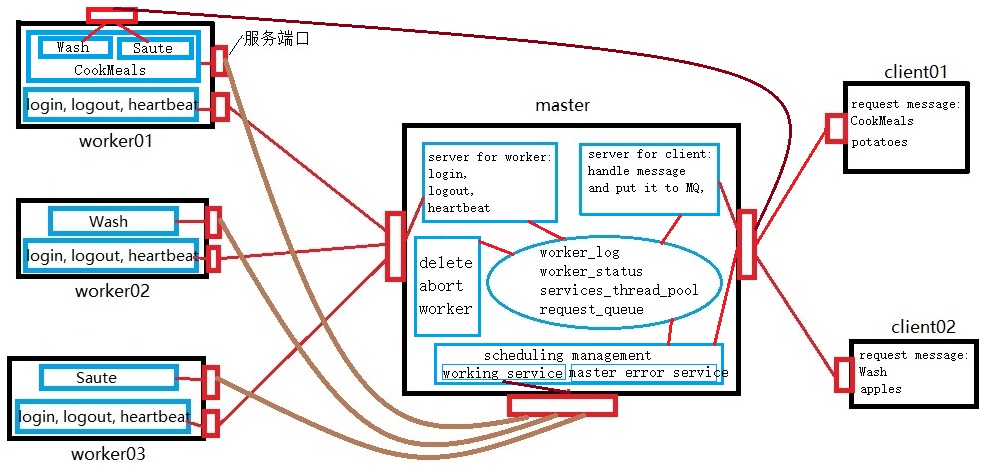 Wash
Saute
CookMeals
服务端口
login, logout, heartbeat
worker01
Wash
login, logout, heartbeat
worker02
Saute
login, logout, heartbeat
worker03
master
server for worker:
login,
logout,
heartbeat
server for client:
handle message
and put it to MQ,
delete
abort
worker
worker_log
worker_status
services_thread_pool
request_queue
scheduling management
working service
master error service
client01
request message:
CookMeals
potatoes
client02
request message:
Wash
apples